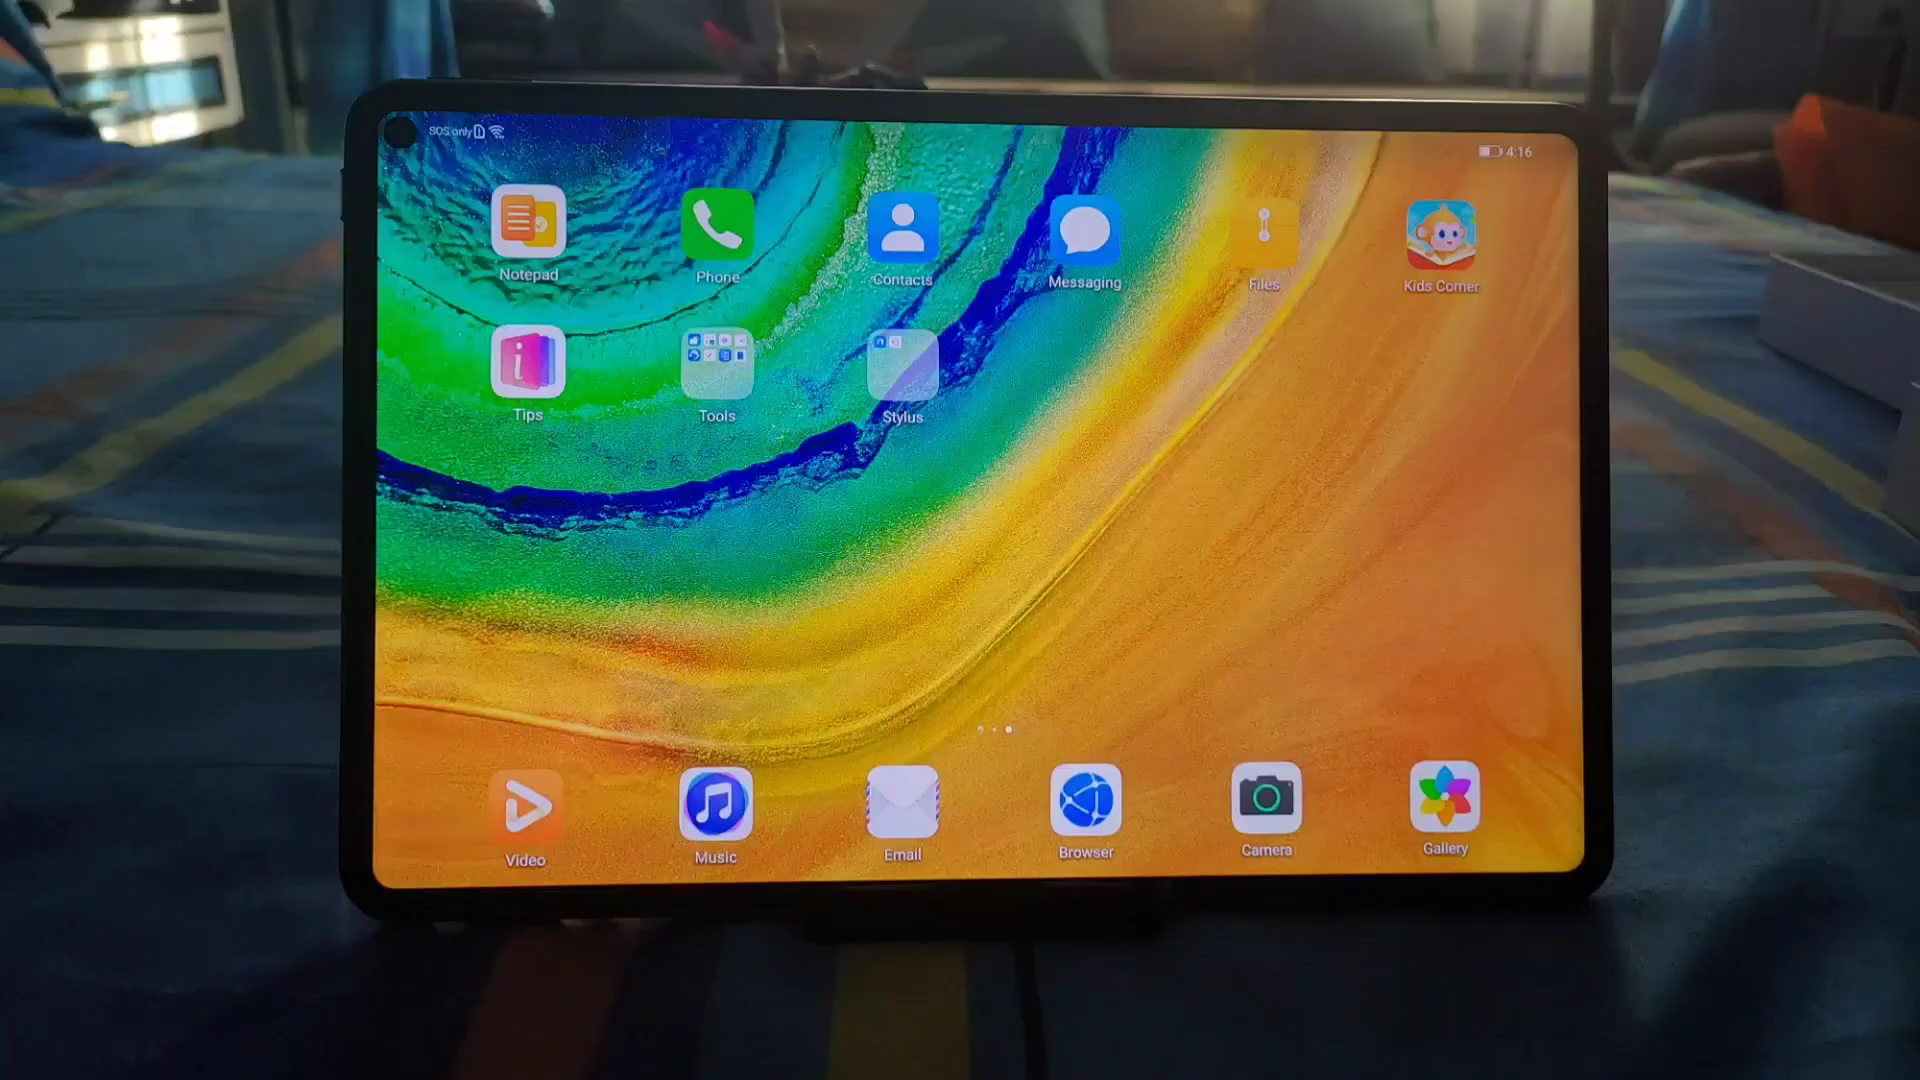 SOS only
4:16
Notepad
Phone
Contacts
Messaging
Files
Kids Corner
Tips
Tools
Stylus
Video
Music
Email
Browser
Camera
Gallery